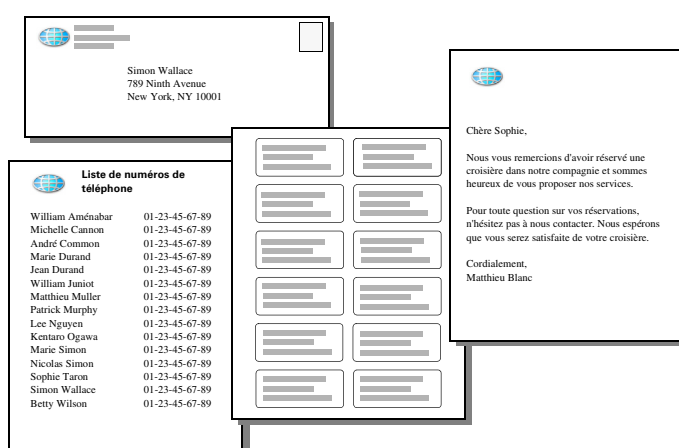 Simon Wallace
789 Ninth Avenue
New York, NY 10001
Liste de numéros de
téléphone
William Aménabar 01-23-45-67-89
Michelle Cannon 01-23-45-67-89
André Common 01-23-45-67-89
Marie Durand 01-23-45-67-89
Jean Durand 01-23-45-67-89
William Juniot 01-23-45-67-89
Matthieu Muller 01-23-45-67-89
Patrick Murphy 01-23-45-67-89
Lee Nguyen 01-23-45-67-89
Kentaro Ogawa 01-23-45-67-89
Marie Simon 01-23-45-67-89
Nicolas Simon 01-23-45-67-89
Sophie Taron 01-23-45-67-89
Simon Wallace 01-23-45-67-89
Betty Wilson 01-23-45-67-89
Chère Sophie,
Nous vous remercions d'avoir réservé une
croisière dans notre compagnie et sommes
heureux de vous proposer nos services.
Pour toute question sur vos réservations,
n'hésitez pas à nous contacter. Nous espérons
que vous serez satisfaite de votre croisière.
Cordialement,
Matthieu Blanc